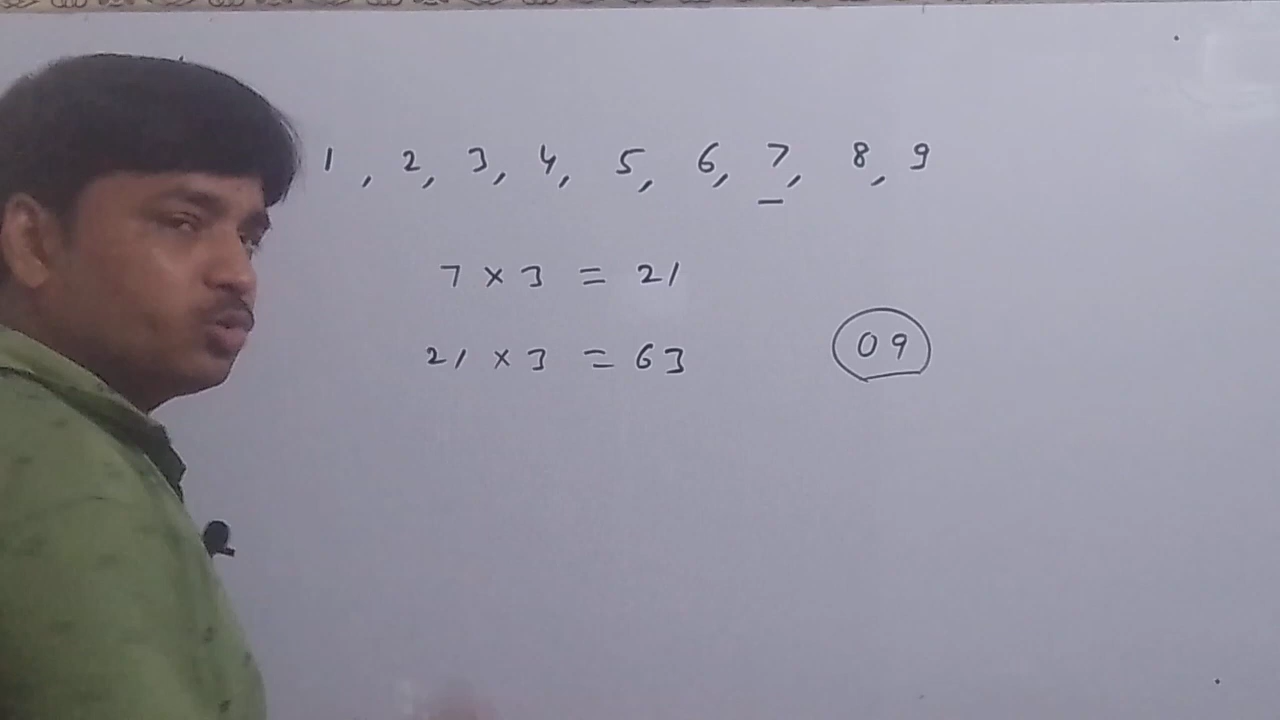 1, 2, 3, 4, 5, 6, 7, 8, 9
7 × 3 = 21
09
21 × 3 = 63